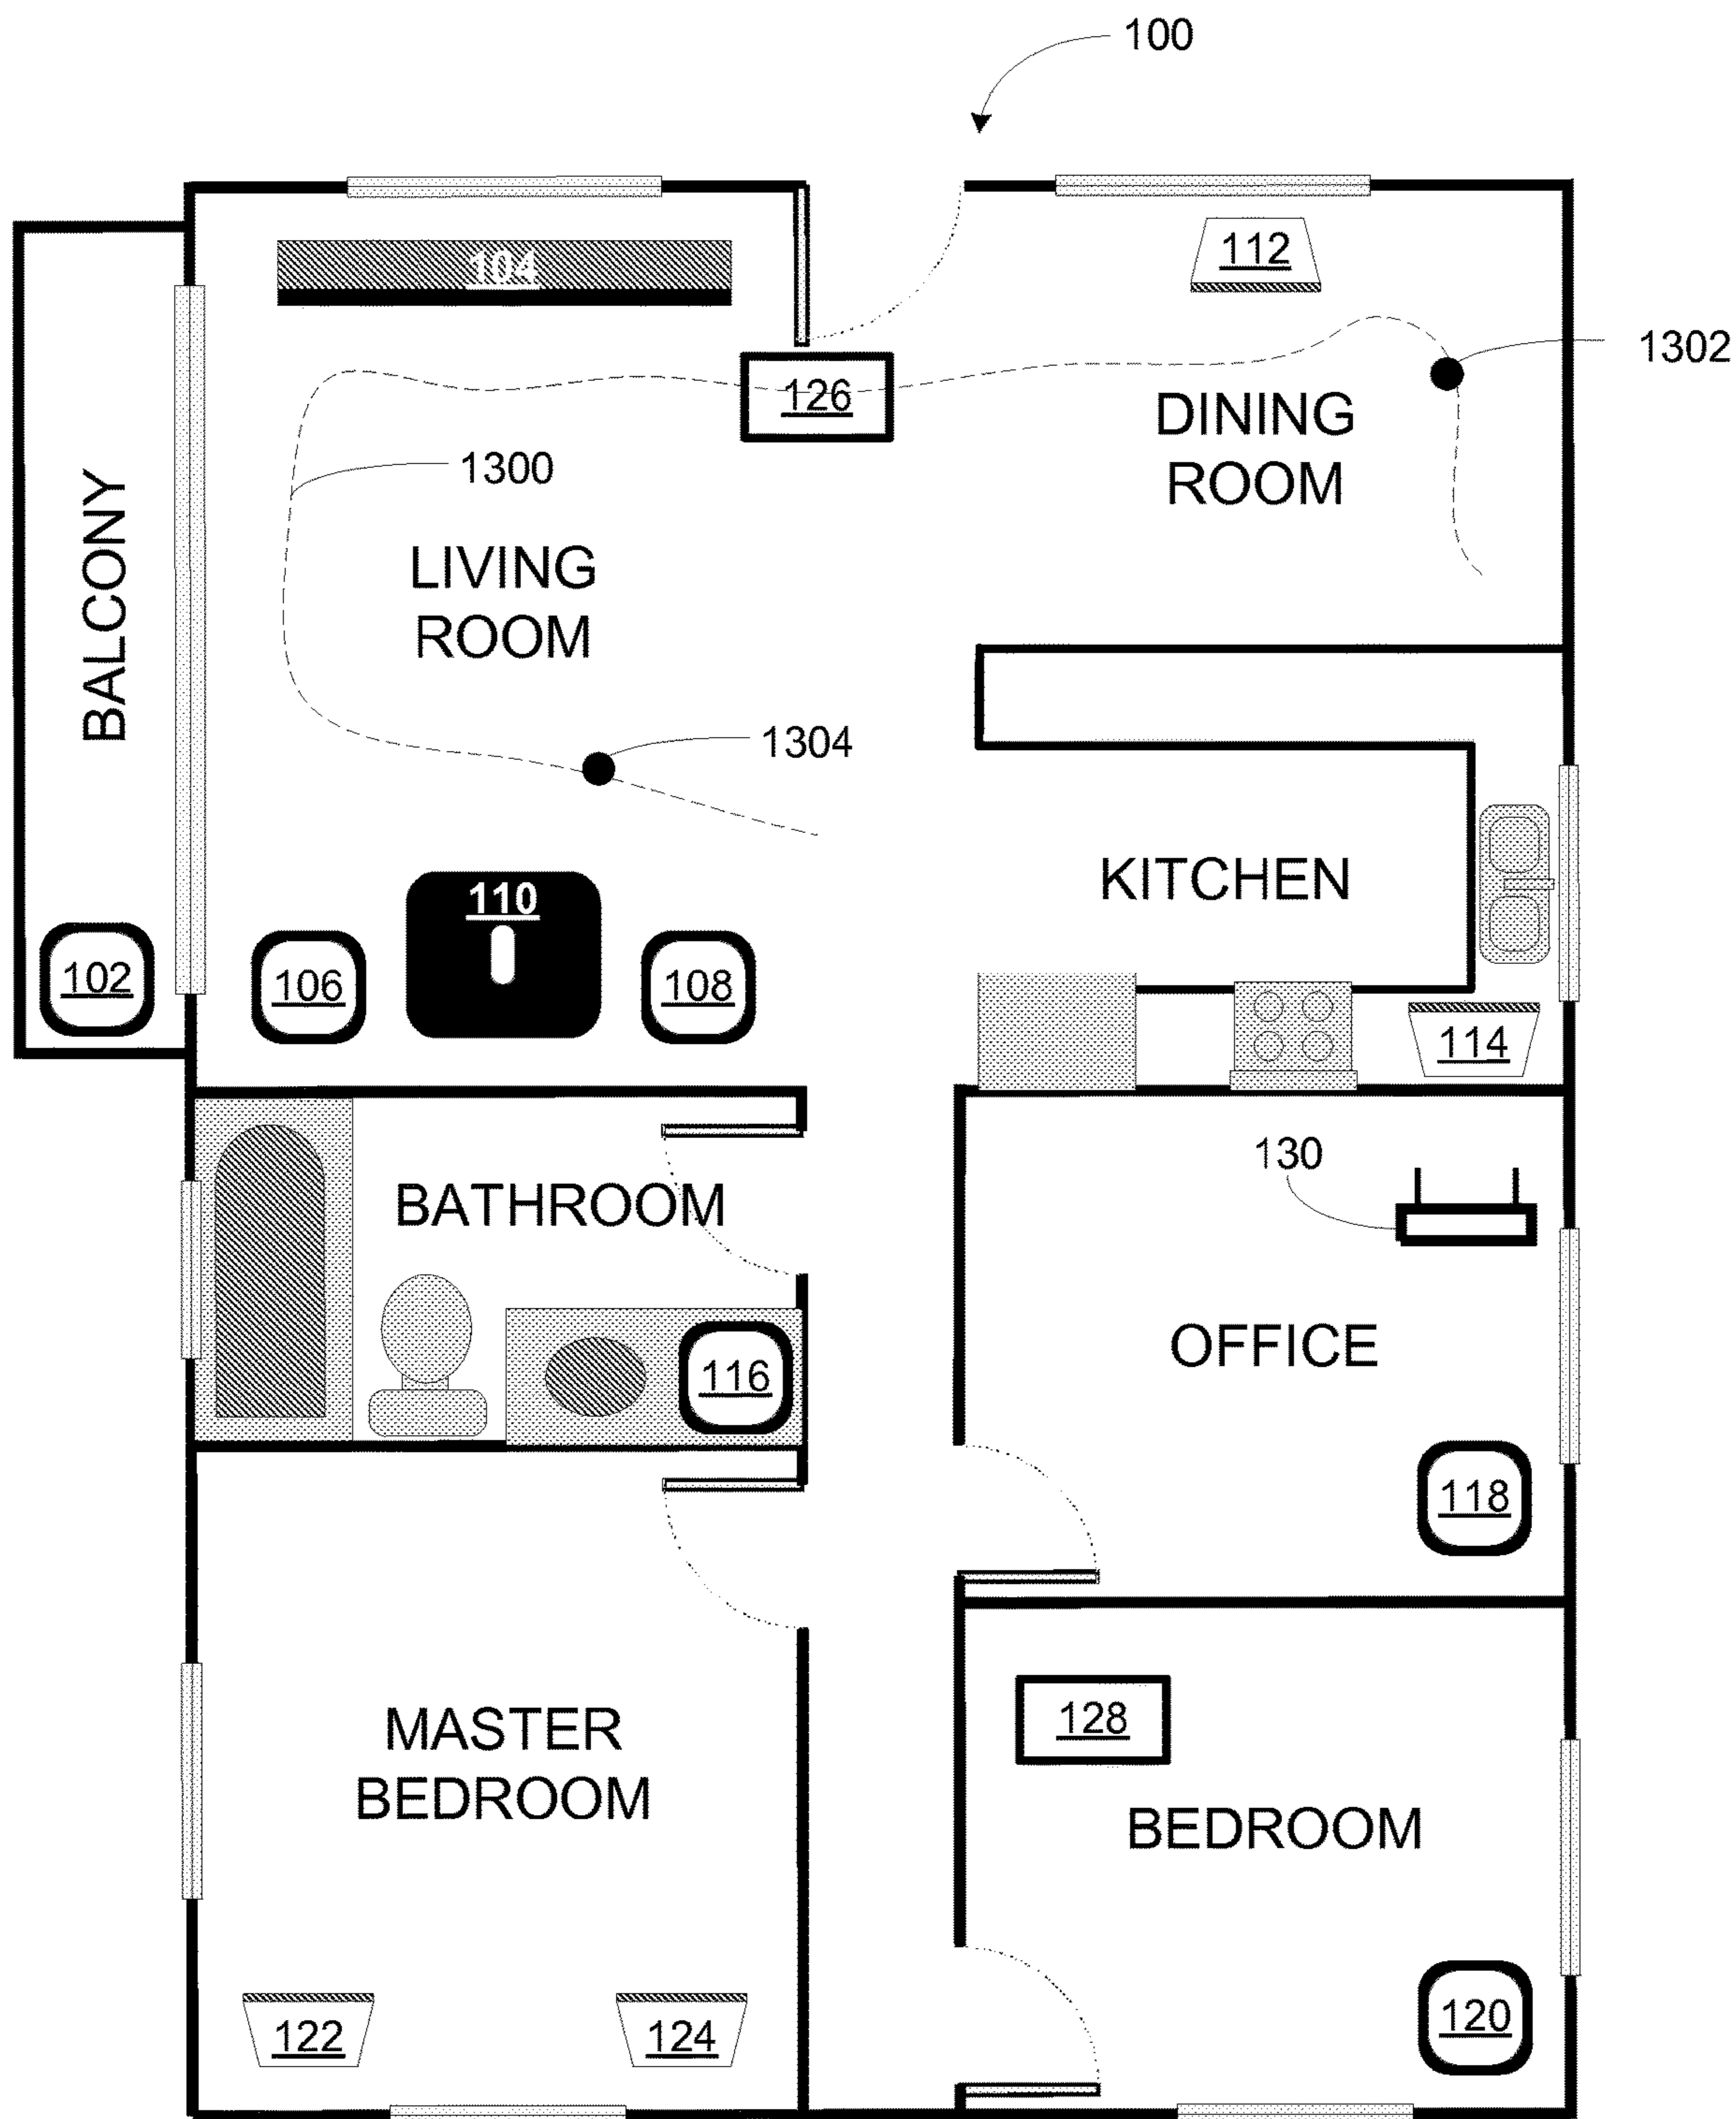 100
104
112
1302
126
DINING
ROOM
1300
BALCONY
LIVING
ROOM
1304
KITCHEN
110
102
106
108
114
130
BATHROOM
OFFICE
116
118
128
MASTER
BEDROOM
BEDROOM
120
122
124